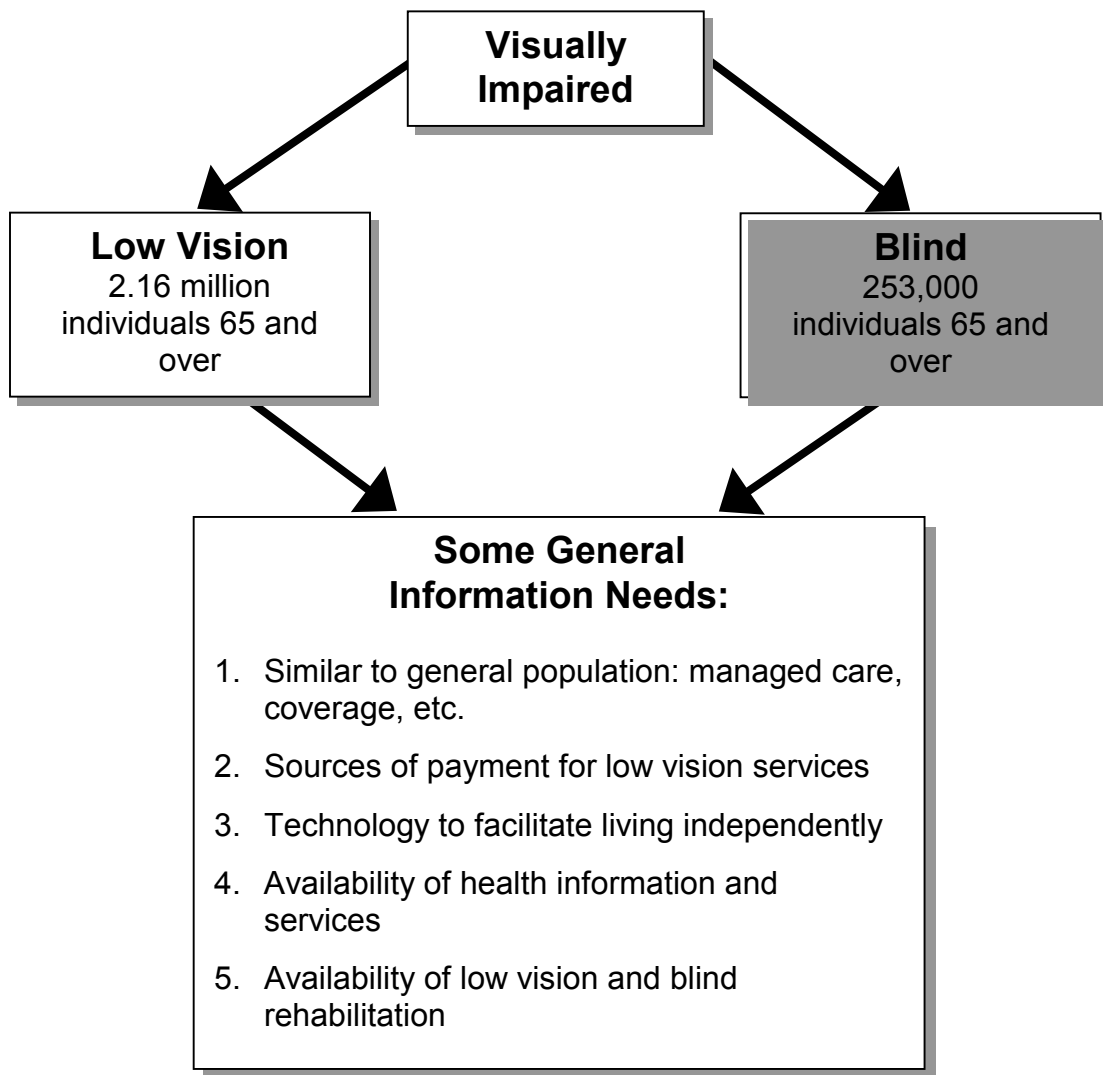 Visually
Impaired
Low Vision
2.16 million
individuals 65 and
over
Blind
253,000
individuals 65 and
over
Some General
Information Needs:
1. Similar to general population: managed care,
coverage, etc.
2. Sources of payment for low vision services
3. Technology to facilitate living independently
4. Availability of health information and
services
5. Availability of low vision and blind
rehabilitation